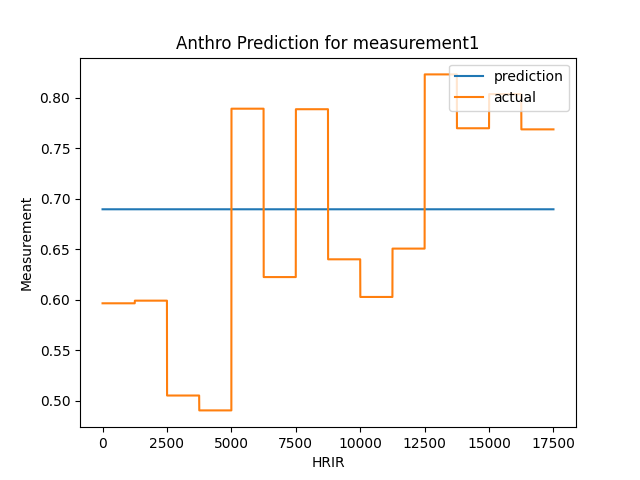 Anthro Prediction for measurement1
prediction
actual
Measurement
0.80
0.75
0.70
0.65
0.60
0.55
0.50
0 2500 5000 7500 10000 12500 15000 17500
HRIR